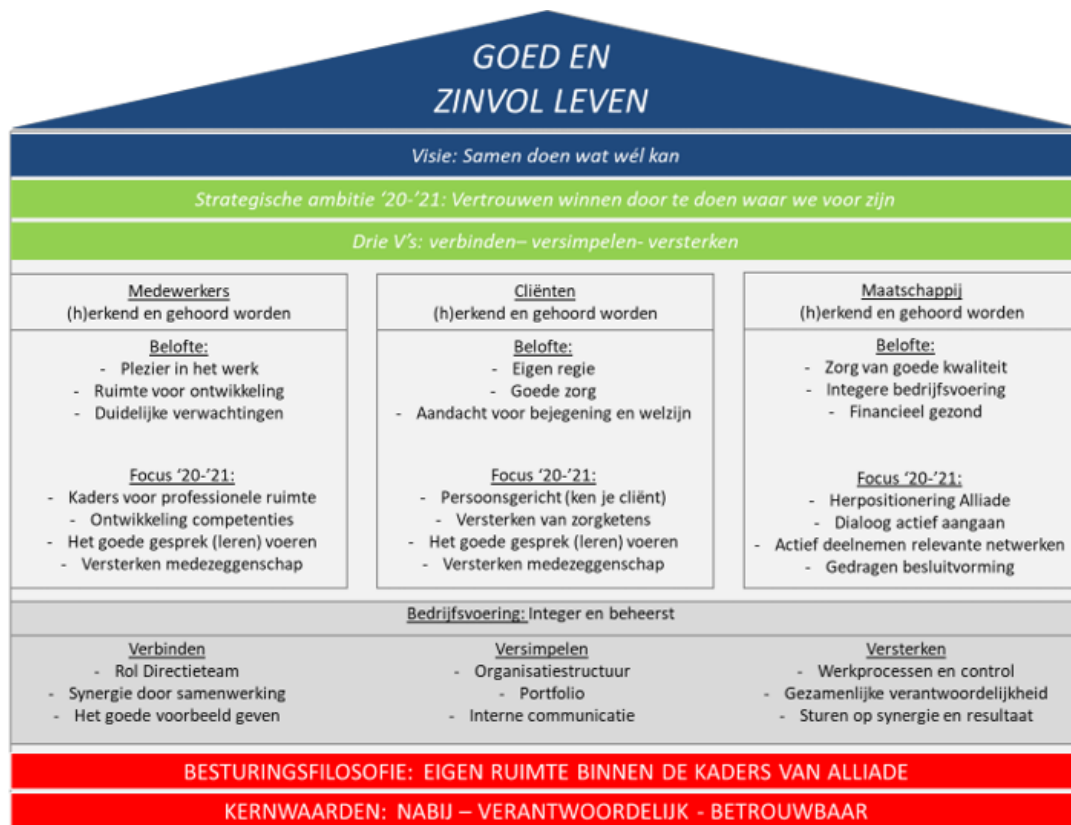 GOED EN
ZINVOL LEVEN
Visie: Samen doen wat wél kan
Strategische ambitie '20-'21: Vertrouwen winnen door te doen waar we voor zijn
Drie V's: verbinden– versimpelen- versterken
Medewerkers
(h)erkend en gehoord worden
Belofte:
- Plezier in het werk
- Ruimte voor ontwikkeling
- Duidelijke verwachtingen
Focus '20-'21:
- Kaders voor professionele ruimte
- Ontwikkeling competenties
- Het goede gesprek (leren) voeren
- Versterken medezeggenschap
Cliënten
(h)erkend en gehoord worden
Belofte:
- Eigen regie
- Goede zorg
- Aandacht voor bejegening en welzijn
Focus '20-'21:
- Persoonsgericht (ken je cliënt)
- Versterken van zorgketens
- Het goede gesprek (leren) voeren
- Versterken medezeggenschap
Maatschappij
(h)erkend en gehoord worden
Belofte:
- Zorg van goede kwaliteit
- Integere bedrijfsvoering
- Financieel gezond
Focus '20-'21:
- Herpositionering Alliade
- Dialoog actief aangaan
- Actief deelnemen relevante netwerken
- Gedragen besluitvorming
Bedrijfsvoering: Integer en beheerst
Verbinden
- Rol Directieteam
- Synergie door samenwerking
- Het goede voorbeeld geven
Versimpelen
- Organisatiestructuur
- Portfolio
- Interne communicatie
Versterken
- Werkprocessen en control
- Gezamenlijke verantwoordelijkheid
- Sturen op synergie en resultaat
BESTURINGSFILOSOFIE: EIGEN RUIMTE BINNEN DE KADERS VAN ALLIADE
KERNWAARDEN: NABIJ – VERANTWOORDELIJK - BETROUWBAAR